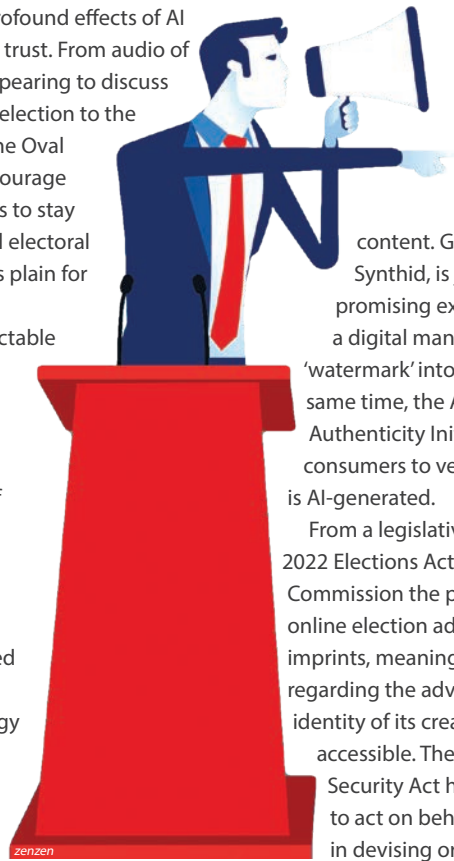 rofound effects of AI
trust. From audio of
pearing to discuss
election to the
ne Oval
ourage
s to stay
electoral
s plain for
ctable
ed
gy
content. G
Synthid, is
promising ex
a digital man
'watermark' into
same time, the A
Authenticity Ini
consumers to ve
is AI-generated.
From a legislativ
2022 Elections Act
Commission the p
online election ad
imprints, meaning
regarding the adv
identity of its crea
accessible. The
Security Act h
to act on beh
in devising or
zenzen